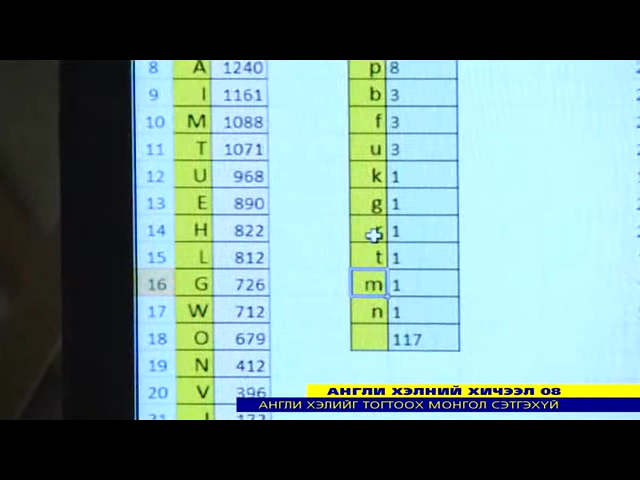 8 A 1240 p 8
9 I 1161 b 3
10 M 1088 f 3
11 T 1071 u 3
12 U 968 k 1
13 E 890 g 1
14 H 822 1
15 L 812 t 1
16 G 726 m 1
17 W 712 n 1
18 O 679 117
19 N 412
20 V 396
АНГЛИ ХЭЛНИЙ ХИЧЭЭЛ 08
АНГЛИ ХЭЛИЙГ ТОГТООХ МОНГОЛ СЭТГЭХҮЙ